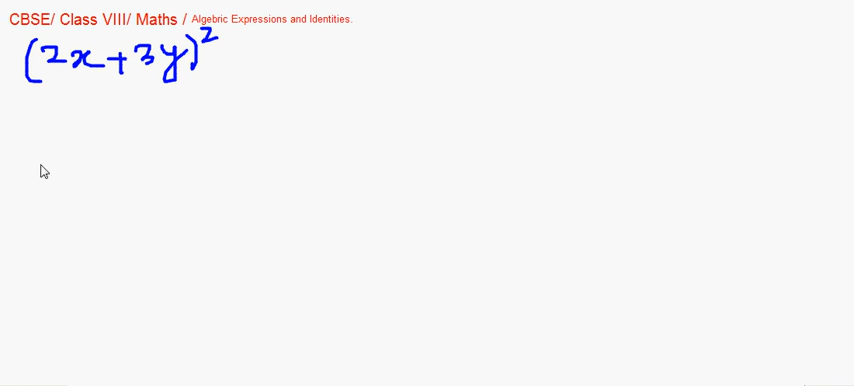 CBSE/ Class VIII/ Maths / Algebric Expressions and Identities.
(2x+3y)²